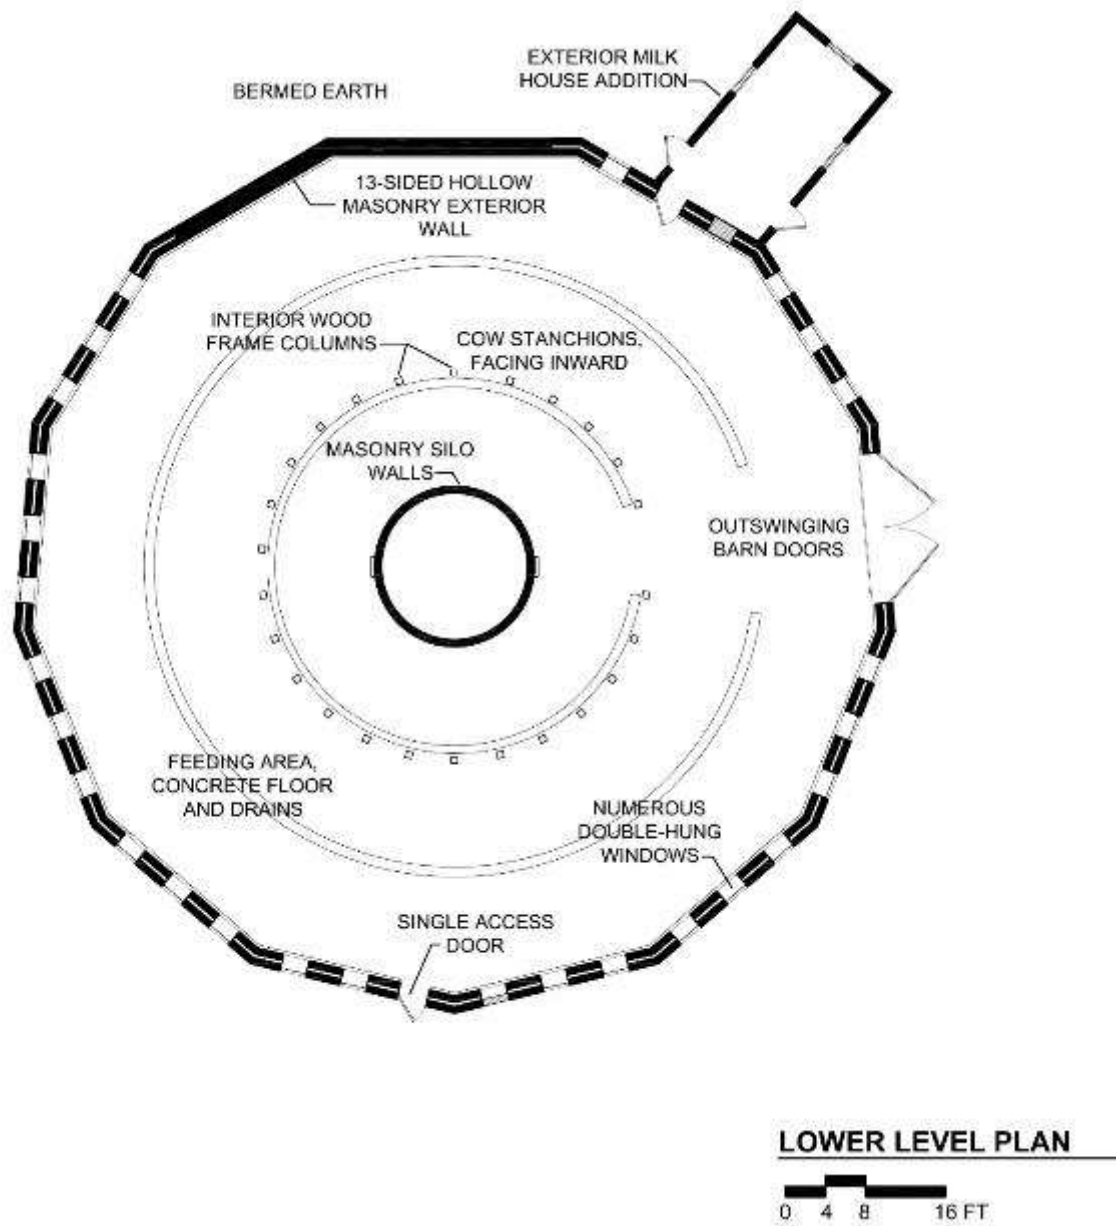 EXTERIOR MILK
HOUSE ADDITION
BERMED EARTH
13-SIDED HOLLOW
MASONRY EXTERIOR
WALL
INTERIOR WOOD
FRAME COLUMNS
COW STANCHIONS,
FACING INWARD
MASONRY SILO
WALLS
OUTSWINGING
BARN DOORS
FEEDING AREA,
CONCRETE FLOOR
AND DRAINS
NUMEROUS
DOUBLE-HUNG
WINDOWS
SINGLE ACCESS
DOOR
LOWER LEVEL PLAN
0 4 8 16 FT